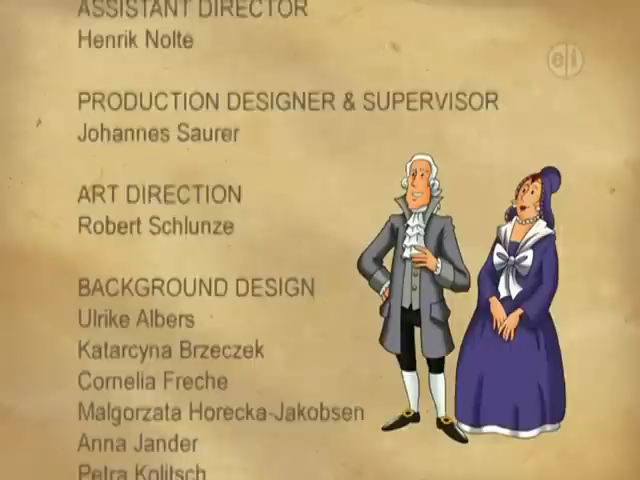 ASSISTANT DIRECTOR
Henrik Nolte
PRODUCTION DESIGNER & SUPERVISOR
Johannes Saurer
ART DIRECTION
Robert Schlunze
BACKGROUND DESIGN
Ulrike Albers
Katarcyna Brzeczek
Cornelia Freche
Malgorzata Horecka-Jakobsen
Anna Jander
Petra Kolitsch
ei